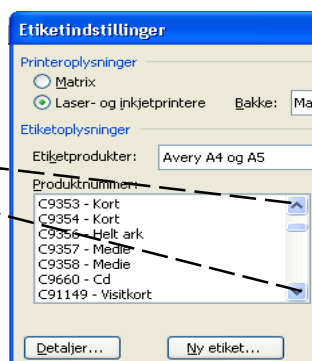 Etiketindstillinger
Printeroplysninger
Matrix
Laser- og inkjetprintere Bakke: Ma
Etiketoplysninger
Etiketprodukter: Avery A4 og A5
Produktnummer:
C9353 - Kort
C9354 - Kort
C9356 - Helt ark
C9357 - Medie
C9358 - Medie
C9660 - Cd
C91149 - Visitkort
Detaljer... Ny etiket...